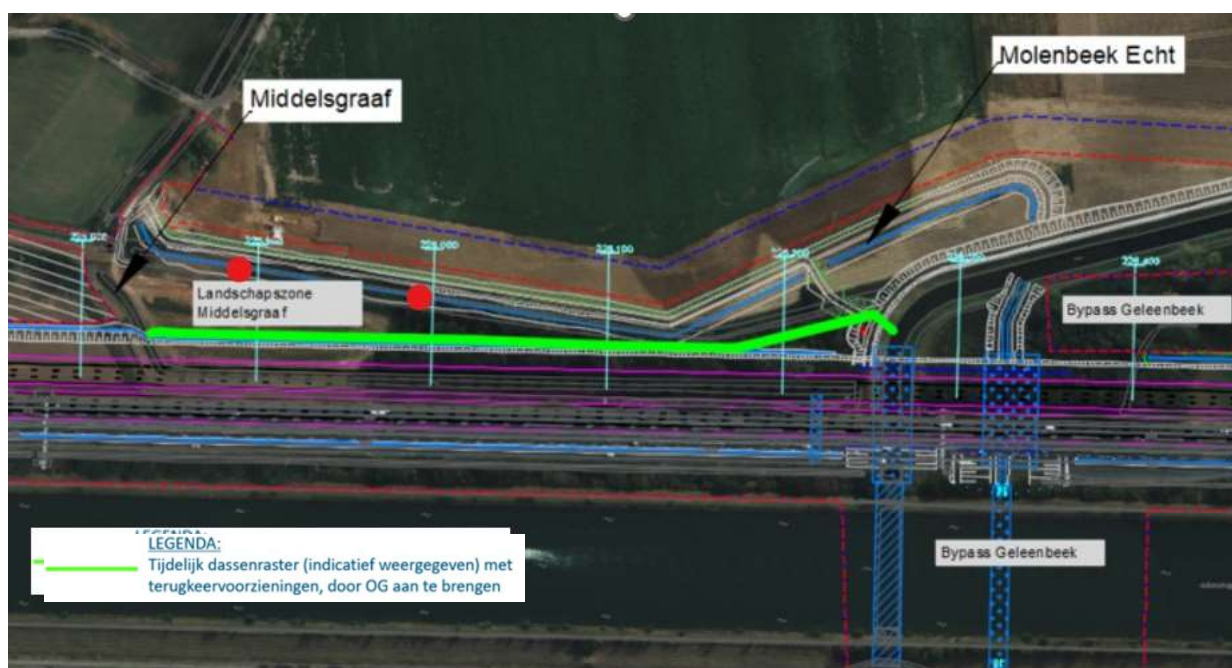 Molenbeek Echt
Middelsgraaf
Landschapszone
Middelsgraaf
Bypass Geleenbeek
Bypass Geleenbeek
LEGENDA:
LEGENDA:
Tijdelijk dassenraster (indicatief weergegeven) met
terugkeervoorzieningen, door OG aan te brengen